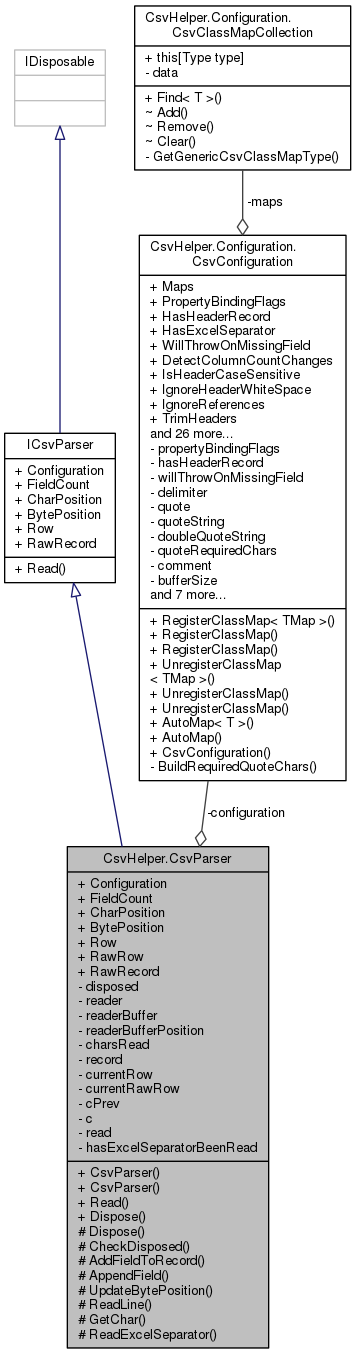 CsvHelper.Configuration.
CsvClassMapCollection
+ this[Type type]
- data
+ Find< T >()
~ Add()
~ Remove()
~ Clear()
- GetGenericCsvClassMapType()
IDisposable
-maps
CsvHelper.Configuration.
CsvConfiguration
+ Maps
+ PropertyBindingFlags
+ HasHeaderRecord
+ HasExcelSeparator
+ WillThrowOnMissingField
+ DetectColumnCountChanges
+ IsHeaderCaseSensitive
+ IgnoreHeaderWhiteSpace
+ IgnoreReferences
+ TrimHeaders
and 26 more...
- propertyBindingFlags
- hasHeaderRecord
- willThrowOnMissingField
- delimiter
- quote
- quoteString
- doubleQuoteString
- quoteRequiredChars
- comment
- bufferSize
and 7 more...
+ RegisterClassMap< TMap >()
+ RegisterClassMap()
+ RegisterClassMap()
+ UnregisterClassMap
< TMap >()
+ UnregisterClassMap()
+ UnregisterClassMap()
+ AutoMap< T >()
+ AutoMap()
+ CsvConfiguration()
- BuildRequiredQuoteChars()
ICsvParser
+ Configuration
+ FieldCount
+ CharPosition
+ BytePosition
+ Row
+ RawRecord
+ Read()
-configuration
CsvHelper.CsvParser
+ Configuration
+ FieldCount
+ CharPosition
+ BytePosition
+ Row
+ RawRow
+ RawRecord
- disposed
- reader
- readerBuffer
- readerBufferPosition
- charsRead
- record
- currentRow
- currentRawRow
- cPrev
- c
- read
- hasExcelSeparatorBeenRead
+ CsvParser()
+ CsvParser()
+ Read()
+ Dispose()
# Dispose()
# CheckDisposed()
# AddFieldToRecord()
# AppendField()
# UpdateBytePosition()
# ReadLine()
# GetChar()
# ReadExcelSeparator()